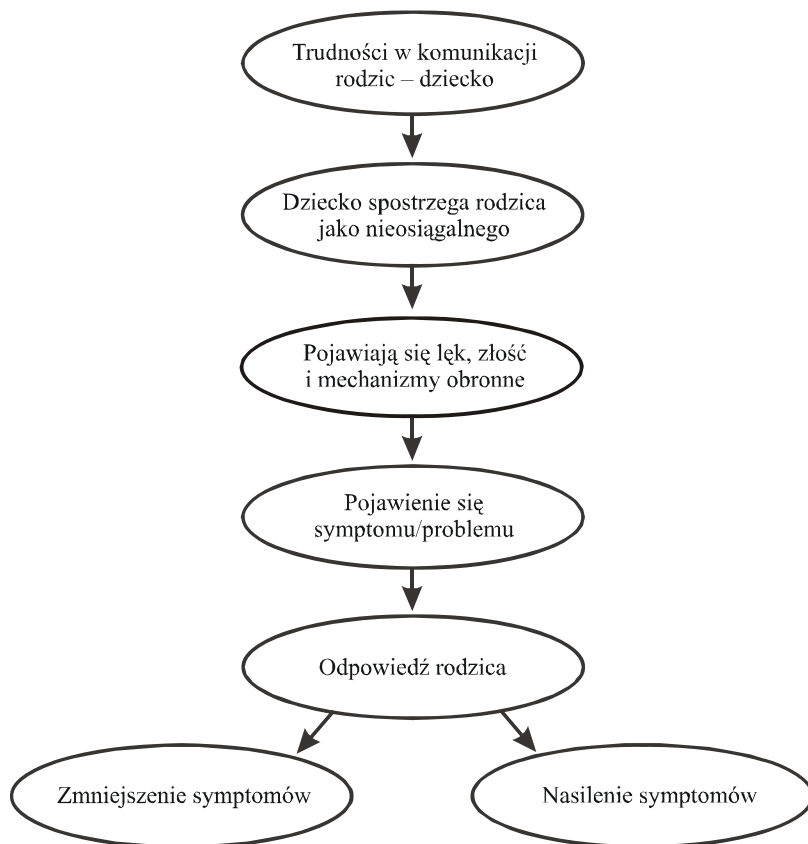 Trudności w komunikacji
rodzic – dziecko
Dziecko spostrzega rodzica
jako nieosiągalnego
Pojawiają się lęk, złość
i mechanizmy obronne
Pojawienie się
symptomu/problemu
Odpowiedź rodzica
Zmniejszenie symptomów
Nasilenie symptomów